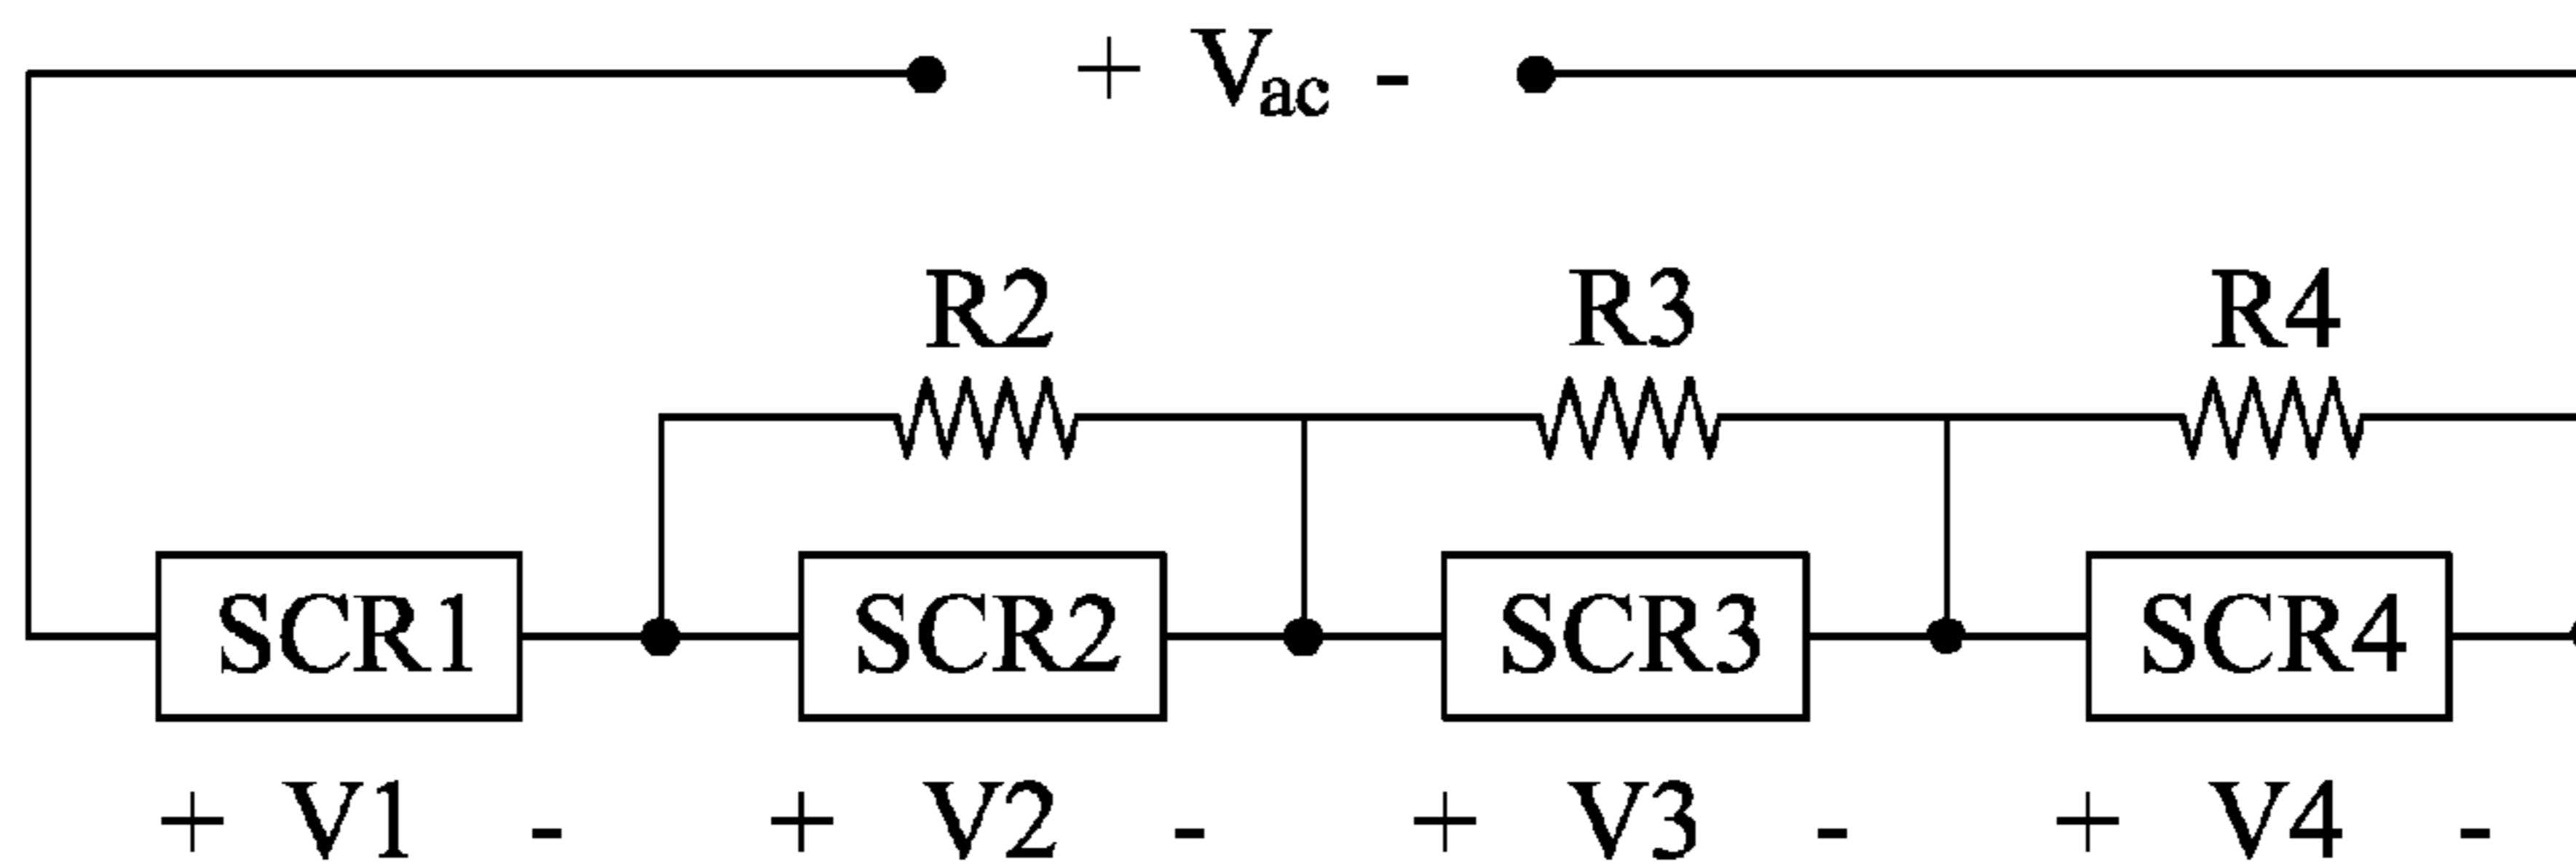 + Vac -
R2 R3 R4
SCR1 SCR2 SCR3 SCR4
+ V1 - + V2 - + V3 - + V4 -